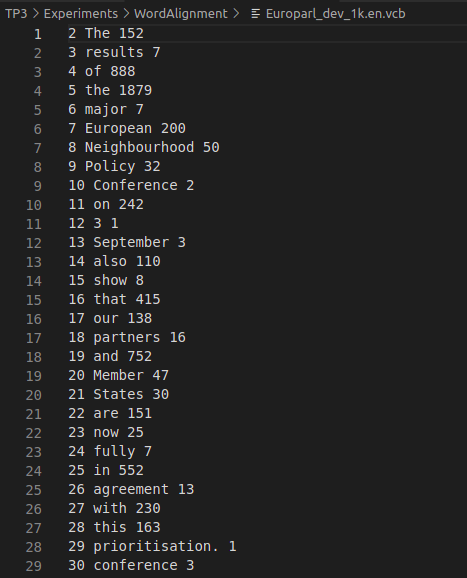 TP3 > Experiments > WordAlignment > Europarl_dev_1k.en.vcb
1 2 The 152
2 3 results 7
3 4 of 888
4 5 the 1879
5 6 major 7
6 7 European 200
7 8 Neighbourhood 50
8 9 Policy 32
9 10 Conference 2
10 11 on 242
11 12 3 1
12 13 September 3
13 14 also 110
14 15 show 8
15 16 that 415
16 17 our 138
17 18 partners 16
18 19 and 752
19 20 Member 47
20 21 States 30
21 22 are 151
22 23 now 25
23 24 fully 7
24 25 in 552
25 26 agreement 13
26 27 with 230
27 28 this 163
28 29 prioritisation. 1
29 30 conference 3